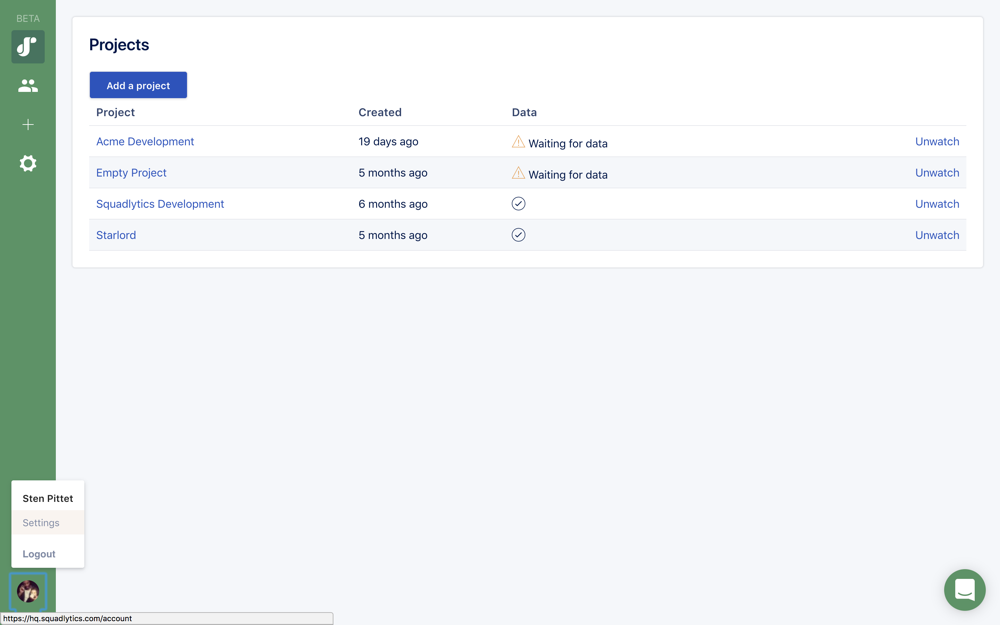 BETA
Projects
Add a project
Project Created Data
Acme Development 19 days ago Waiting for data Unwatch
Empty Project 5 months ago Waiting for data Unwatch
Squadlytics Development 6 months ago Unwatch
Starlord 5 months ago Unwatch
Sten Pittet
Settings
Logout
https://hq.squadlytics.com/account